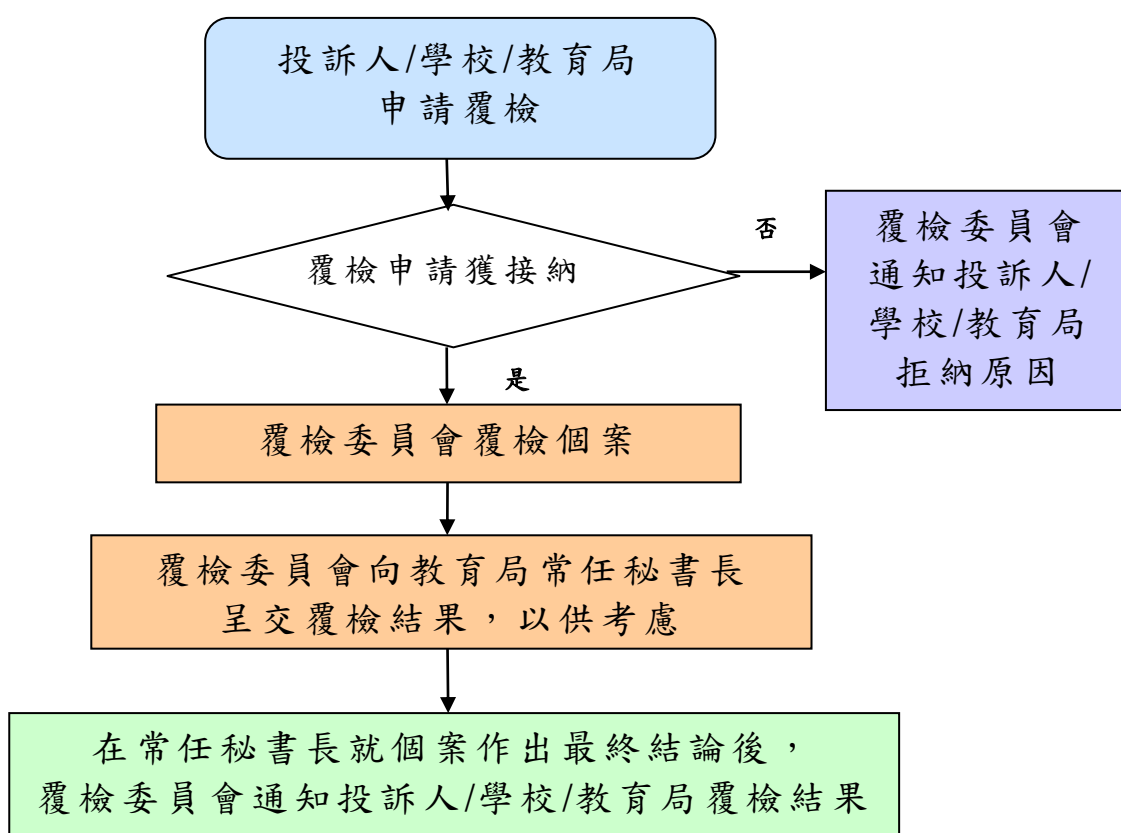 投訴人/學校/教育局
申請覆檢
覆檢申請獲接納
否
覆檢委員會
通知投訴人/
學校/教育局
拒納原因
是
覆檢委員會覆檢個案
覆檢委員會向教育局常任秘書長
呈交覆檢結果，以供考慮
在常任秘書長就個案作出最終結論後，
覆檢委員會通知投訴人/學校/教育局覆檢結果